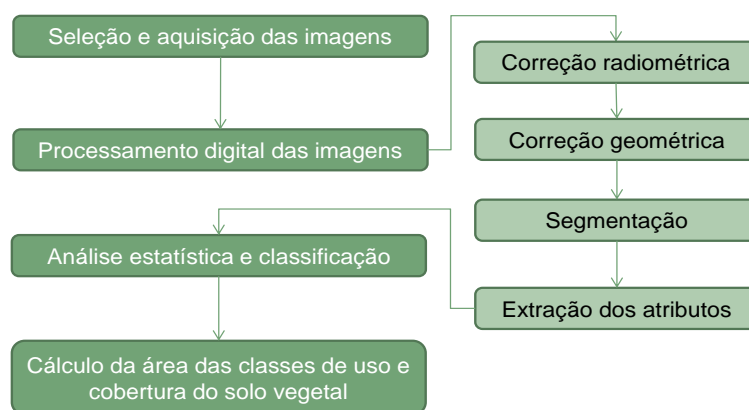 Seleção e aquisição das imagens
Processamento digital das imagens
Correção radiométrica
Correção geométrica
Segmentação
Extração dos atributos
Análise estatística e classificação
Cálculo da área das classes de uso e
cobertura do solo vegetal